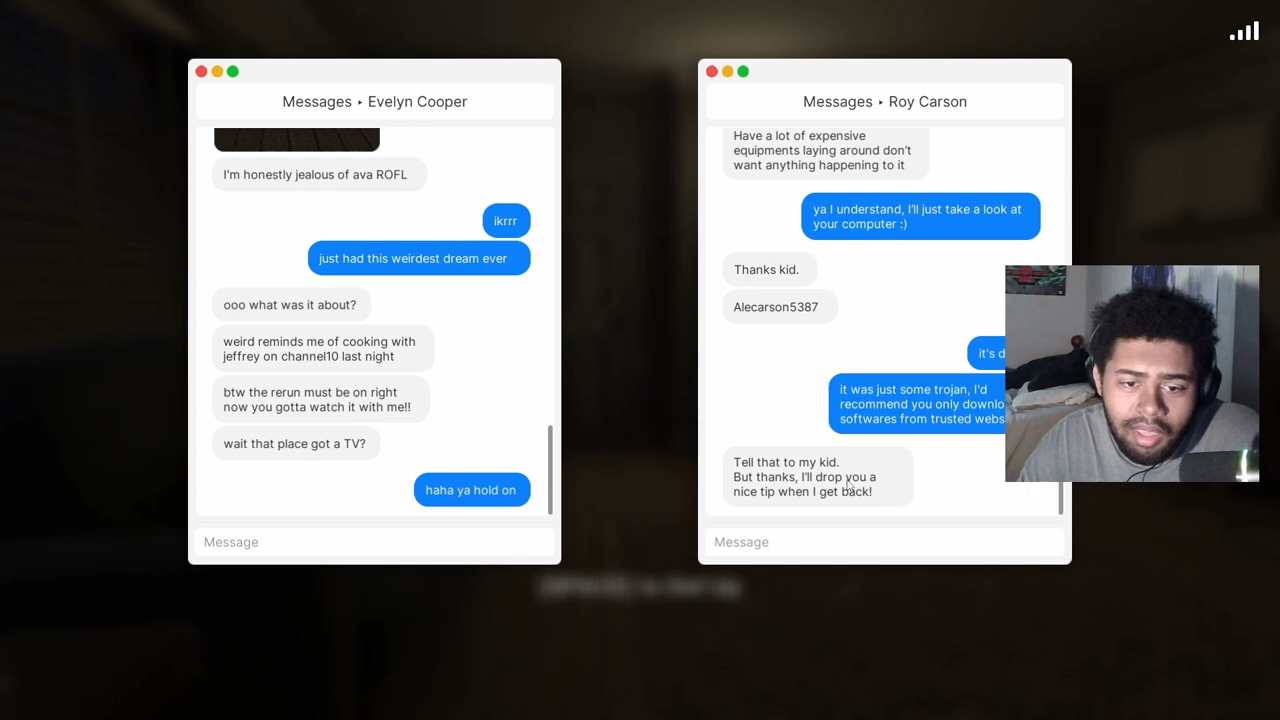 Messages ▸ Evelyn Cooper
I'm honestly jealous of ava ROFL
ikrrr
just had this weirdest dream ever
ooo what was it about?
weird reminds me of cooking with
jeffrey on channel10 last night
btw the rerun must be on right
now you gotta watch it with me!!
wait that place got a TV?
haha ya hold on
Message
Messages ▸ Roy Carson
Have a lot of expensive
equipments laying around don't
want anything happening to it
ya I understand, I'll just take a look at
your computer :)
Thanks kid.
Alecarson5387
it's d
it was just some trojan, I'd
recommend you only downlo
softwares from trusted webs
Tell that to my kid.
But thanks, I'll drop you a
nice tip when I get back!
Message